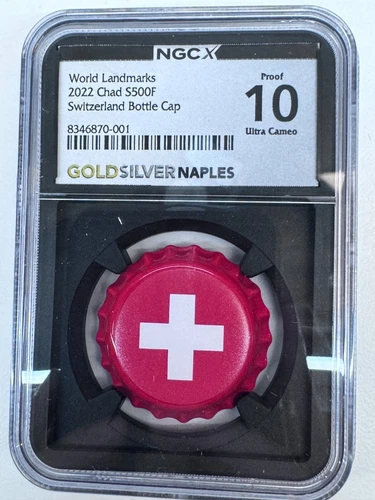 NGCX
World Landmarks
2022 Chad S500F
Switzerland Bottle Cap
8346870-001
Proof
10
Ultra Cameo
GOLDSILVERNAPLES